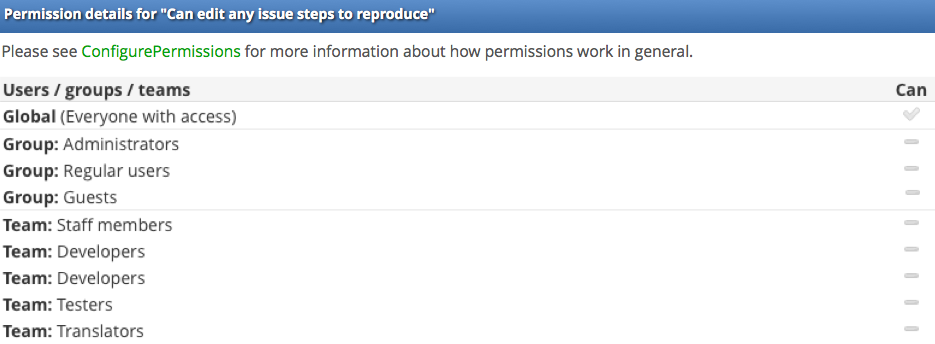 Permission details for "Can edit any issue steps to reproduce"
Please see ConfigurePermissions for more information about how permissions work in general.
Users / groups / teams Can
Global (Everyone with access)
Group: Administrators
Group: Regular users
Group: Guests
Team: Staff members
Team: Developers
Team: Developers
Team: Testers
Team: Translators